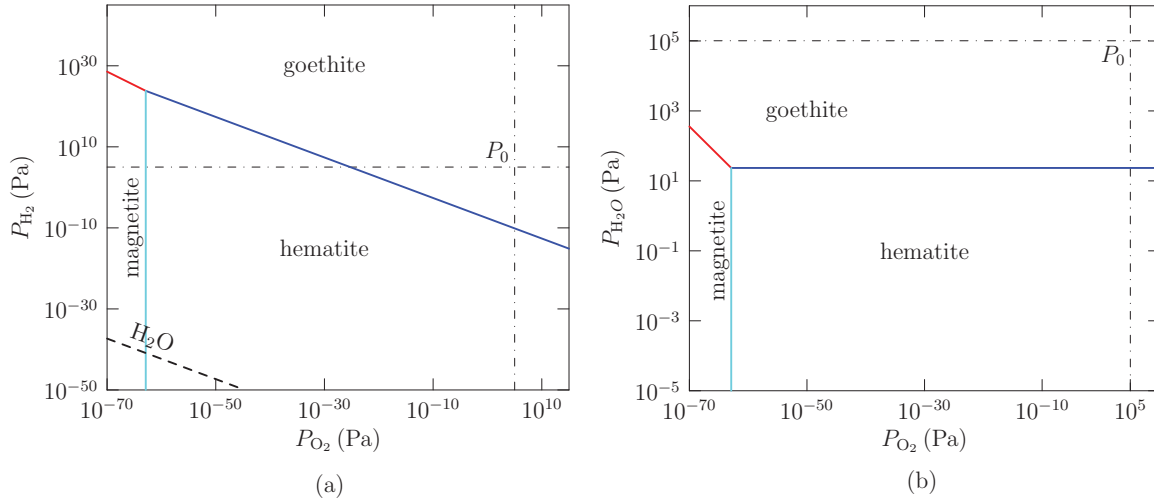 10^30
10^10
10^-10
10^-30
10^-50
P_H2 (Pa)
goethite
P_0
magnetite
hematite
H_2O
10^-70
10^-50
10^-30
10^-10
10^10
P_O2 (Pa)
(a)
10^5
10^3
10^1
10^-1
10^-3
10^-5
P_H2O (Pa)
P_0
goethite
magnetite
hematite
10^-70
10^-50
10^-30
10^-10
10^5
P_O2 (Pa)
(b)